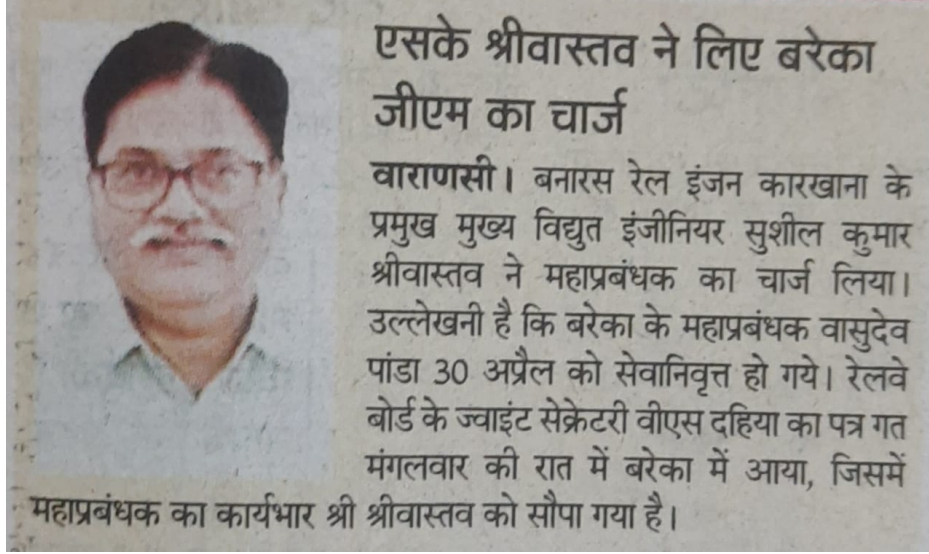 एसके श्रीवास्तव ने लिए बरेका
जीएम का चार्ज
वाराणसी। बनारस रेल इंजन कारखाना के
प्रमुख मुख्य विद्युत इंजीनियर सुशील कुमार
श्रीवास्तव ने महाप्रबंधक का चार्ज लिया।
उल्लेखनी है कि बरेका के महाप्रबंधक वासुदेव
पांडा 30 अप्रैल को सेवानिवृत्त हो गये। रेलवे
बोर्ड के ज्वाइंट सेक्रेटरी वीएस दहिया का पत्र गत
मंगलवार की रात में बरेका में आया, जिसमें
महाप्रबंधक का कार्यभार श्री श्रीवास्तव को सौपा गया है।